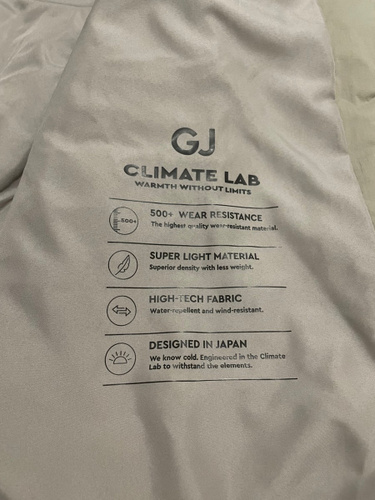 GJ
CLIMATE LAB
WARMTH WITHOUT LIMITS
500+
500+ WEAR RESISTANCE
The highest quality wear-resistant material.
SUPER LIGHT MATERIAL
Superior density with less weight.
HIGH-TECH FABRIC
Water-repellent and wind-resistant.
DESIGNED IN JAPAN
We know cold. Engineered in the Climate
Lab to withstand the elements.